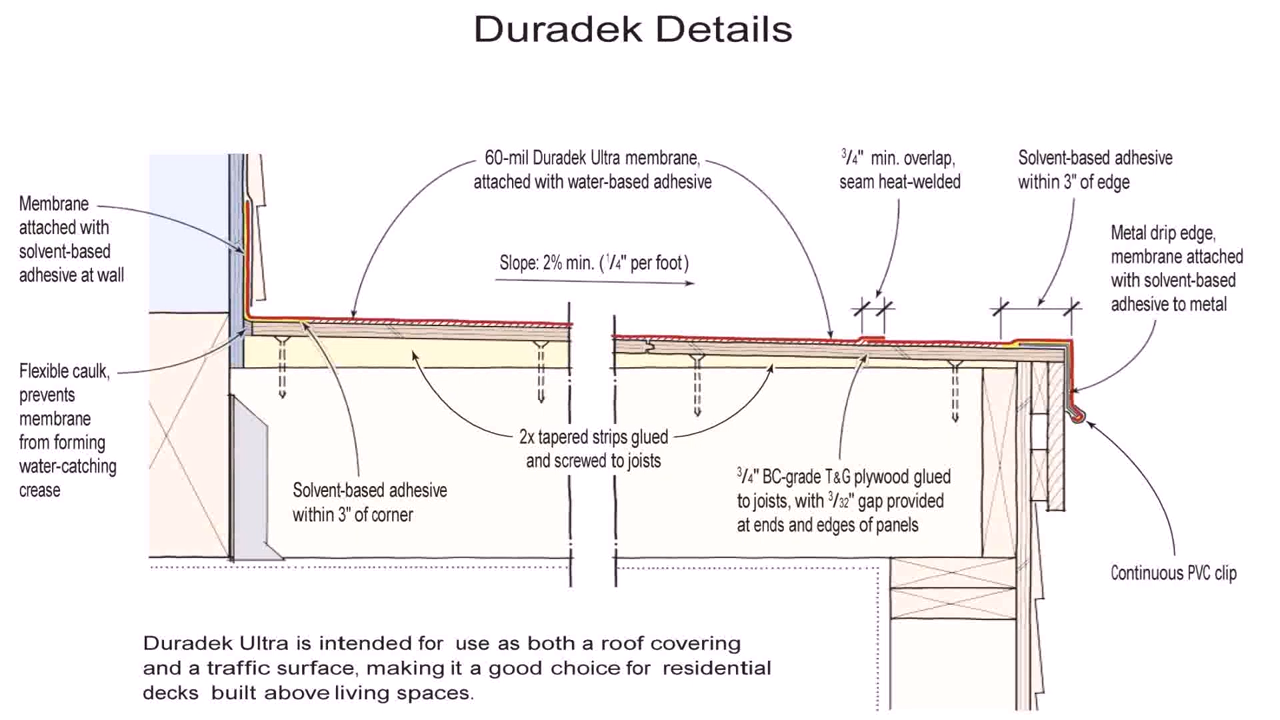 Duradek Details
60-mil Duradek Ultra membrane,
attached with water-based adhesive
3/4" min. overlap,
seam heat-welded
Solvent-based adhesive
within 3" of edge
Membrane
attached with
solvent-based
adhesive at wall
Slope: 2% min. (1/4" per foot)
Metal drip edge,
membrane attached
with solvent-based
adhesive to metal
Flexible caulk,
prevents
membrane
from forming
water-catching
crease
2x tapered strips glued
and screwed to joists
Solvent-based adhesive
within 3" of corner
3/4" BC-grade T&G plywood glued
to joists, with 3/32" gap provided
at ends and edges of panels
Continuous PVC clip
Duradek Ultra is intended for use as both a roof covering
and a traffic surface, making it a good choice for residential
decks built above living spaces.